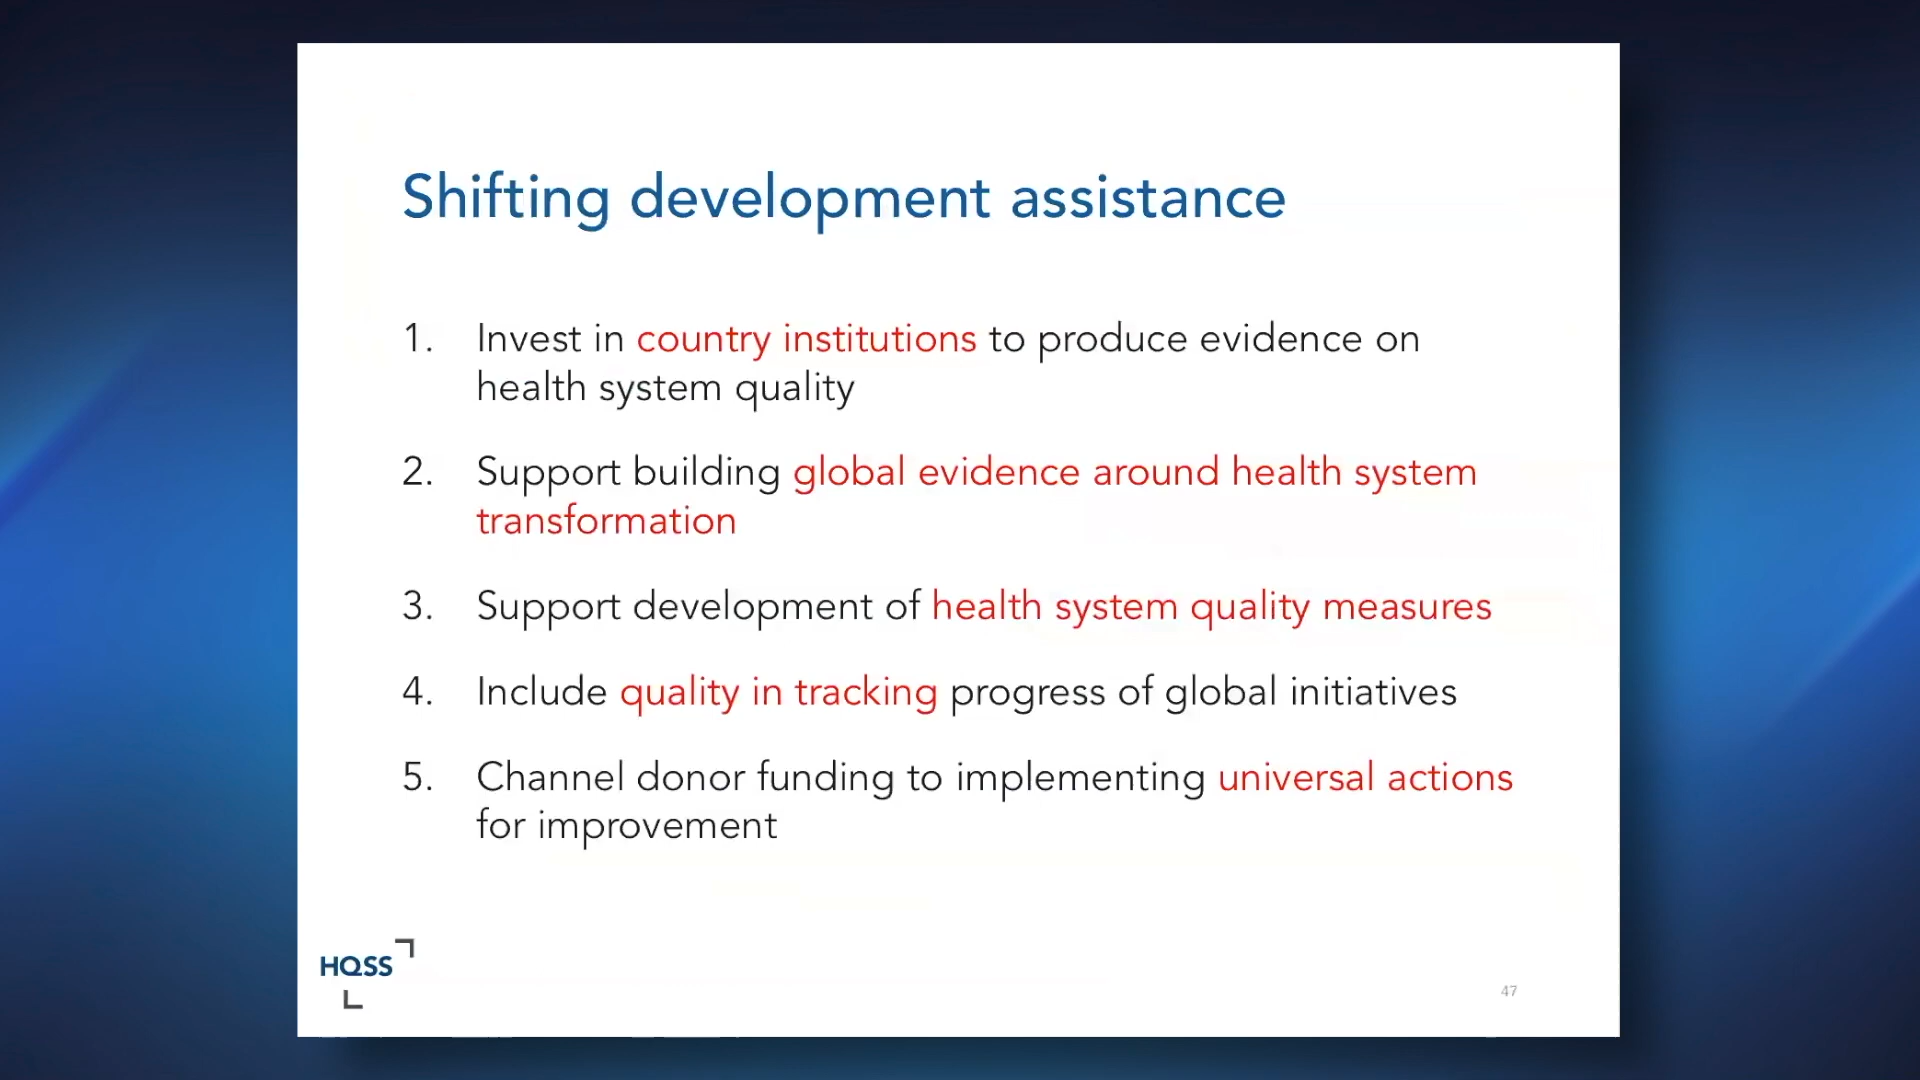 Shifting development assistance
1. Invest in country institutions to produce evidence on
health system quality
2. Support building global evidence around health system
transformation
3. Support development of health system quality measures
4. Include quality in tracking progress of global initiatives
5. Channel donor funding to implementing universal actions
for improvement
HQSS
47